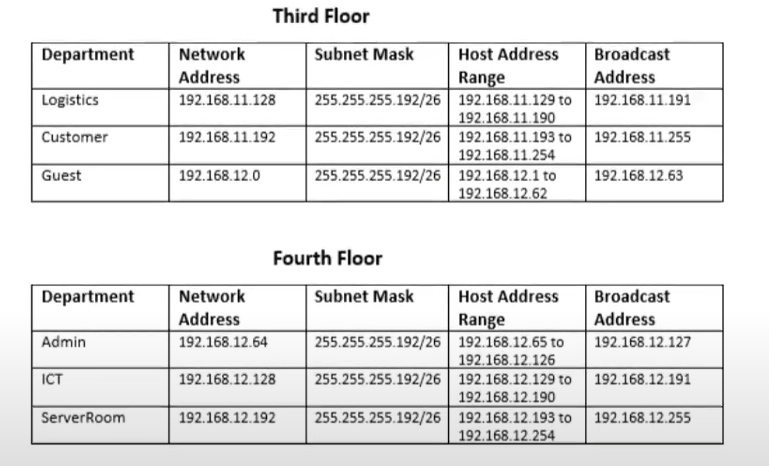 Third Floor
Department Network Address Subnet Mask Host Address Range Broadcast Address
Logistics 192.168.11.128 255.255.255.192/26 192.168.11.129 to 192.168.11.190 192.168.11.191
Customer 192.168.11.192 255.255.255.192/26 192.168.11.193 to 192.168.11.254 192.168.11.255
Guest 192.168.12.0 255.255.255.192/26 192.168.12.1 to 192.168.12.62 192.168.12.63
Fourth Floor
Department Network Address Subnet Mask Host Address Range Broadcast Address
Admin 192.168.12.64 255.255.255.192/26 192.168.12.65 to 192.168.12.126 192.168.12.127
ICT 192.168.12.128 255.255.255.192/26 192.168.12.129 to 192.168.12.190 192.168.12.191
ServerRoom 192.168.12.192 255.255.255.192/26 192.168.12.193 to 192.168.12.254 192.168.12.255